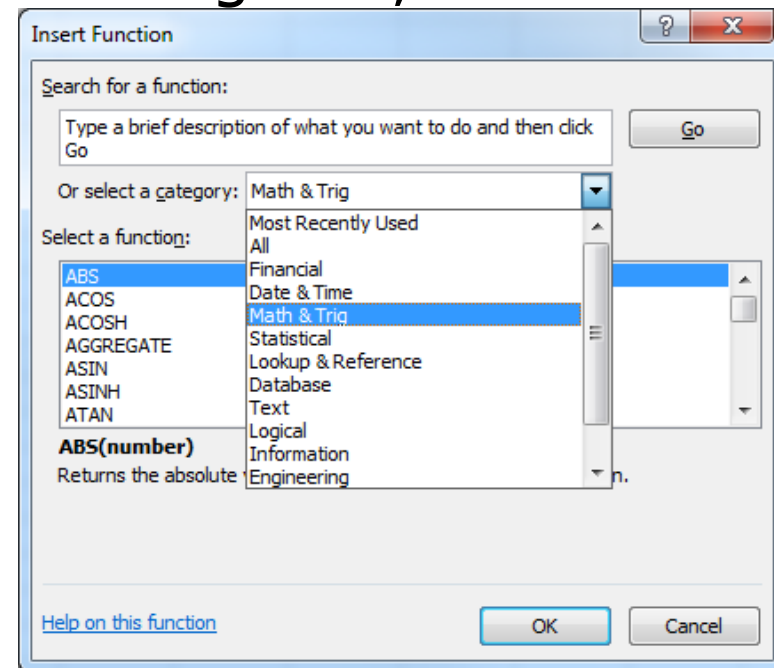 Insert Function
Search for a function:
Type a brief description of what you want to do and then click
Go
Go
Or select a category: Math & Trig
Most Recently Used
All
Financial
Date & Time
Math & Trig
Statistical
Lookup & Reference
Database
Text
Logical
Information
Engineering
Select a function:
ABS
ACOS
ACOSH
AGGREGATE
ASIN
ASINH
ATAN
ABS(number)
Returns the absolute
n.
Help on this function
OK
Cancel